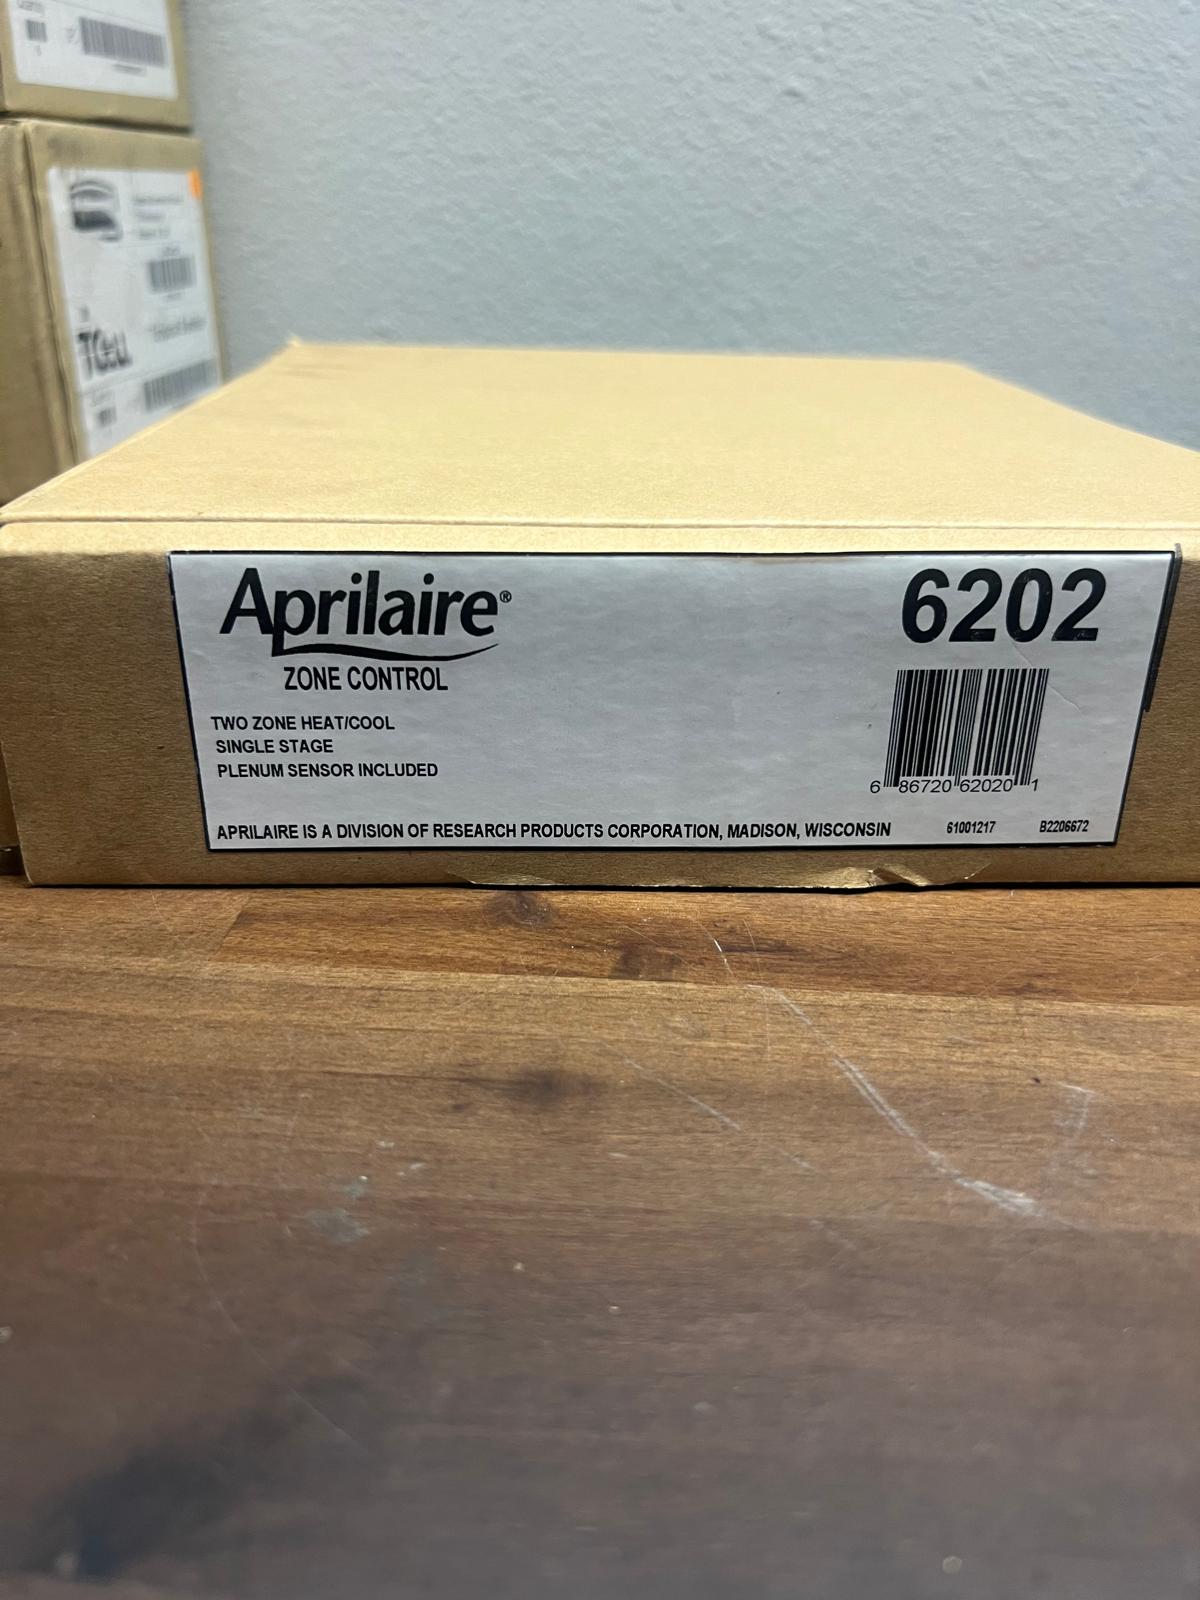 Aprilaire®
6202
ZONE CONTROL
TWO ZONE HEAT/COOL
SINGLE STAGE
PLENUM SENSOR INCLUDED
6 86720 62020 1
APRILAIRE IS A DIVISION OF RESEARCH PRODUCTS CORPORATION, MADISON, WISCONSIN 61001217 B2206672